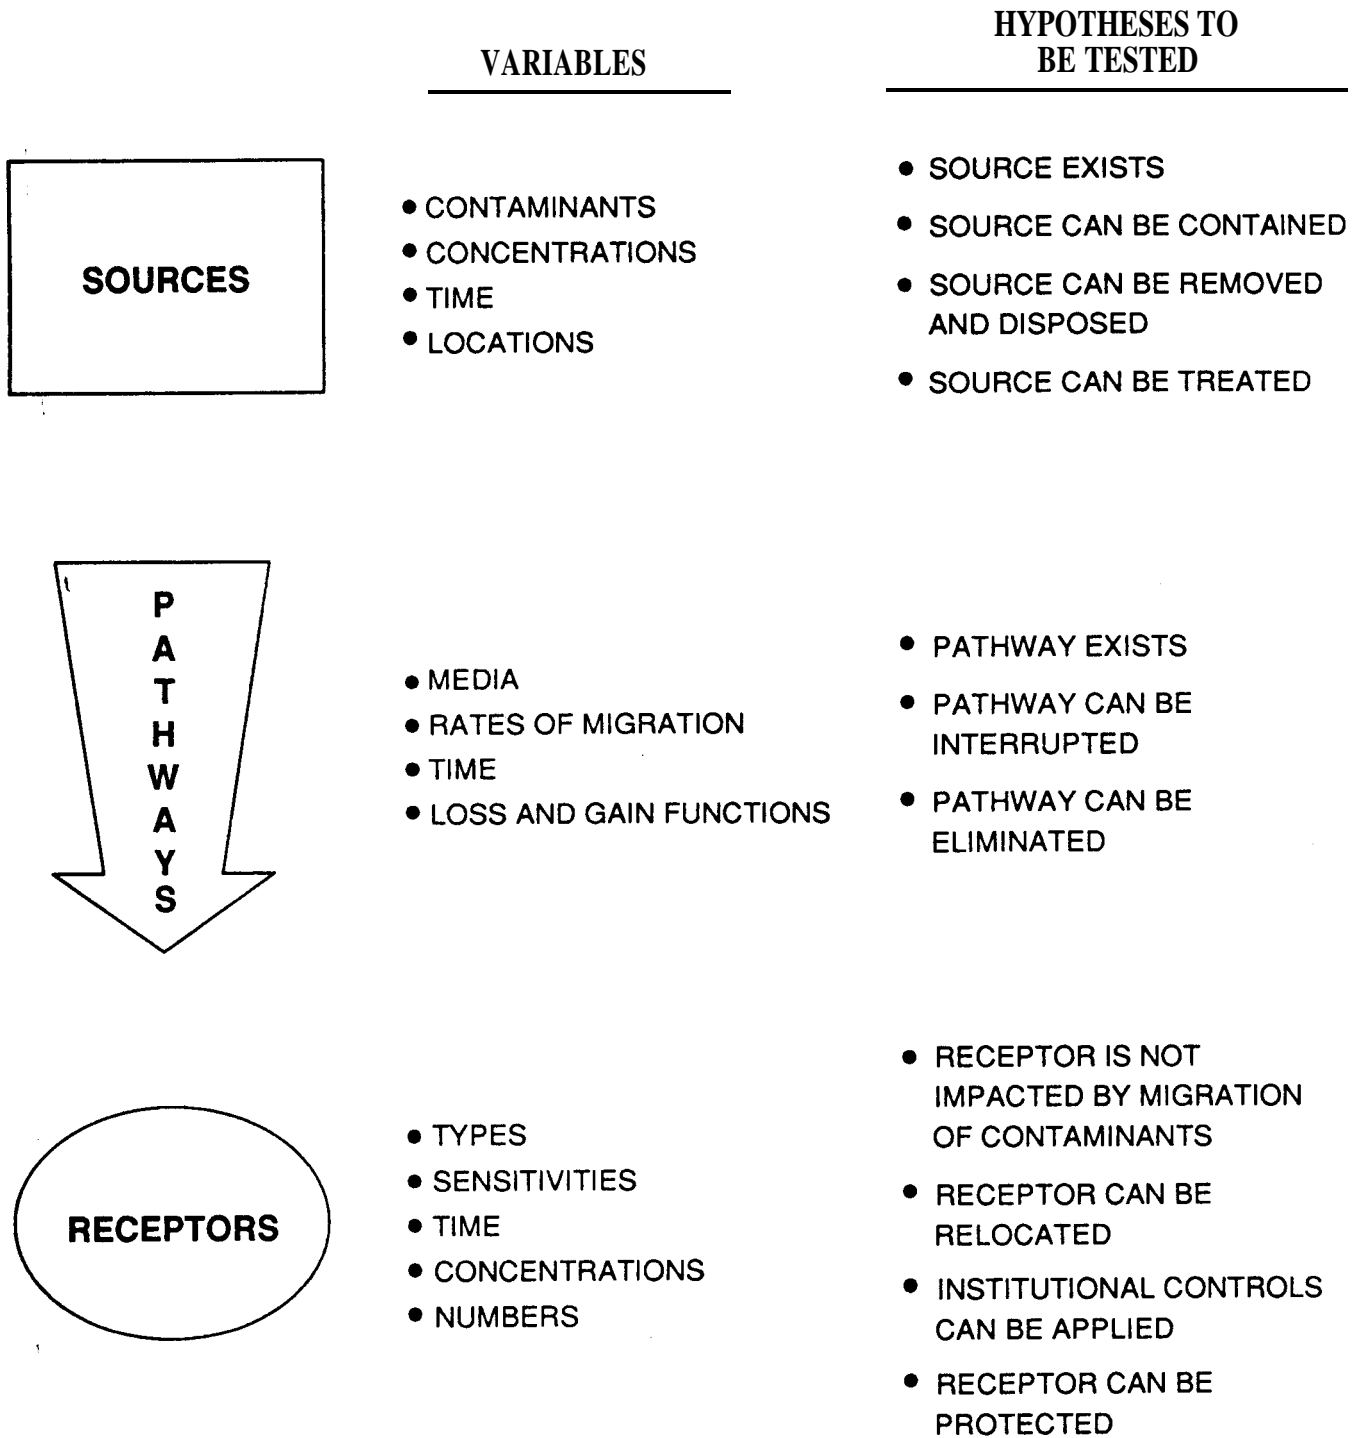 VARIABLES
HYPOTHESES TO
BE TESTED
SOURCES
● CONTAMINANTS
● CONCENTRATIONS
● TIME
● LOCATIONS
● SOURCE EXISTS
● SOURCE CAN BE CONTAINED
● SOURCE CAN BE REMOVED
AND DISPOSED
● SOURCE CAN BE TREATED
P
A
T
H
W
A
Y
S
● MEDIA
● RATES OF MIGRATION
● TIME
● LOSS AND GAIN FUNCTIONS
● PATHWAY EXISTS
● PATHWAY CAN BE
INTERRUPTED
● PATHWAY CAN BE
ELIMINATED
RECEPTORS
● TYPES
● SENSITIVITIES
● TIME
● CONCENTRATIONS
● NUMBERS
● RECEPTOR IS NOT
IMPACTED BY MIGRATION
OF CONTAMINANTS
● RECEPTOR CAN BE
RELOCATED
● INSTITUTIONAL CONTROLS
CAN BE APPLIED
● RECEPTOR CAN BE
PROTECTED